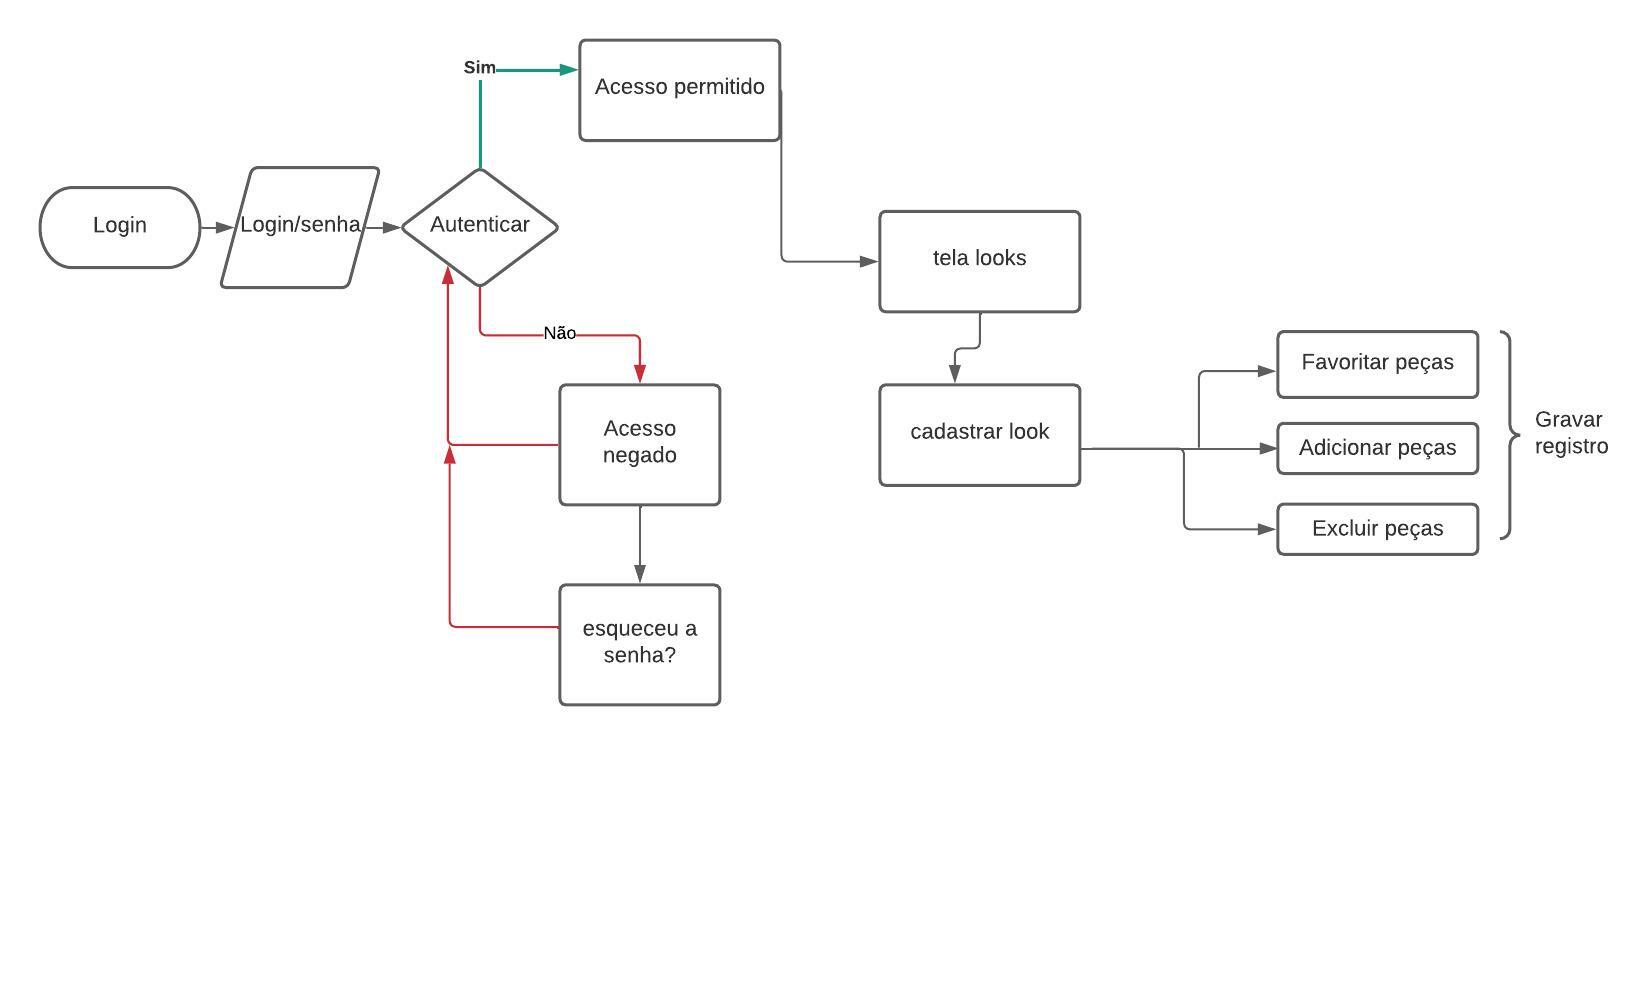 Sim
Acesso permitido
Login
Login/senha
Autenticar
tela looks
Não
Acesso
negado
esqueceu a
senha?
cadastrar look
Favoritar peças
Adicionar peças
Excluir peças
Gravar
registro